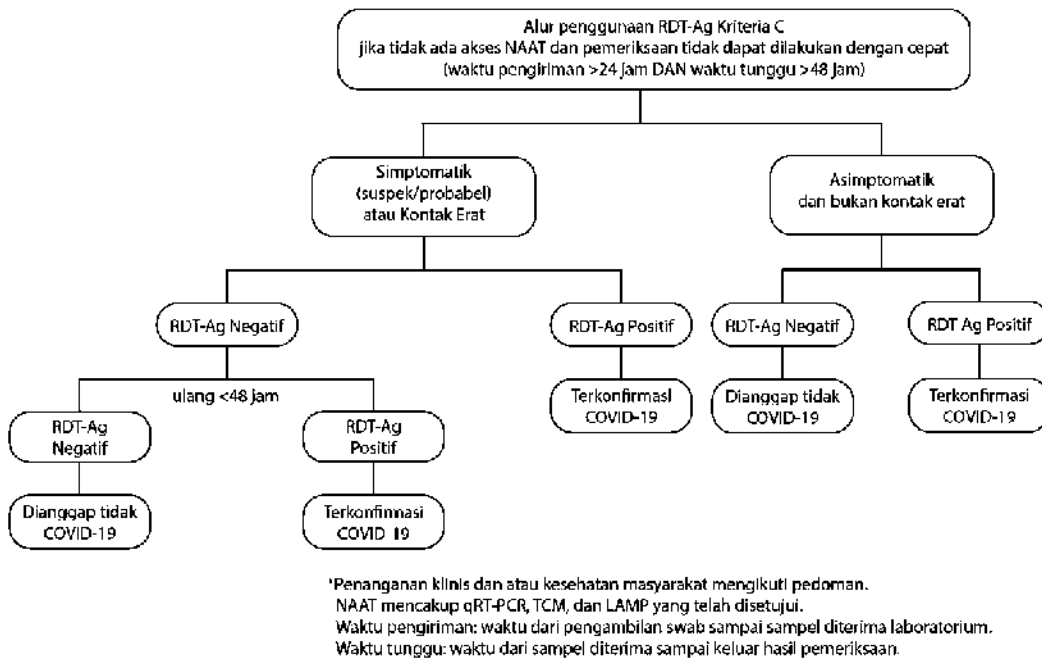 Alur penggunaan RDT-Ag Kriteria C
jika tidak ada akses NAAT dan pemeriksaan tidak dapat dilakukan dengan cepat
(waktu pengiriman >24 jam DAN waktu tunggu >48 jam)
Simptomatik
(suspek/probabel)
atau Kontak Erat
Asimptomatik
dan bukan kontak erat
RDT-Ag Negatif
RDT-Ag Positif
RDT-Ag Negatif
RDT Ag Positif
ulang <48 jam
Terkonfirmasi
COVID-19
Dianggap tidak
COVID-19
Terkonfirmasi
COVID-19
RDT-Ag
Negatif
RDT-Ag
Positif
Dianggap tidak
COVID-19
Terkonfirmasi
COVID 19
*Penanganan klinis dan atau kesehatan masyarakat mengikuti pedoman.
NAAT mencakup qRT-PCR, TCM, dan LAMP yang telah disetujui.
Waktu pengiriman: waktu dari pengambilan swab sampai sampel diterima laboratorium.
Waktu tunggu: waktu dari sampel diterima sampai keluar hasil pemeriksaan.